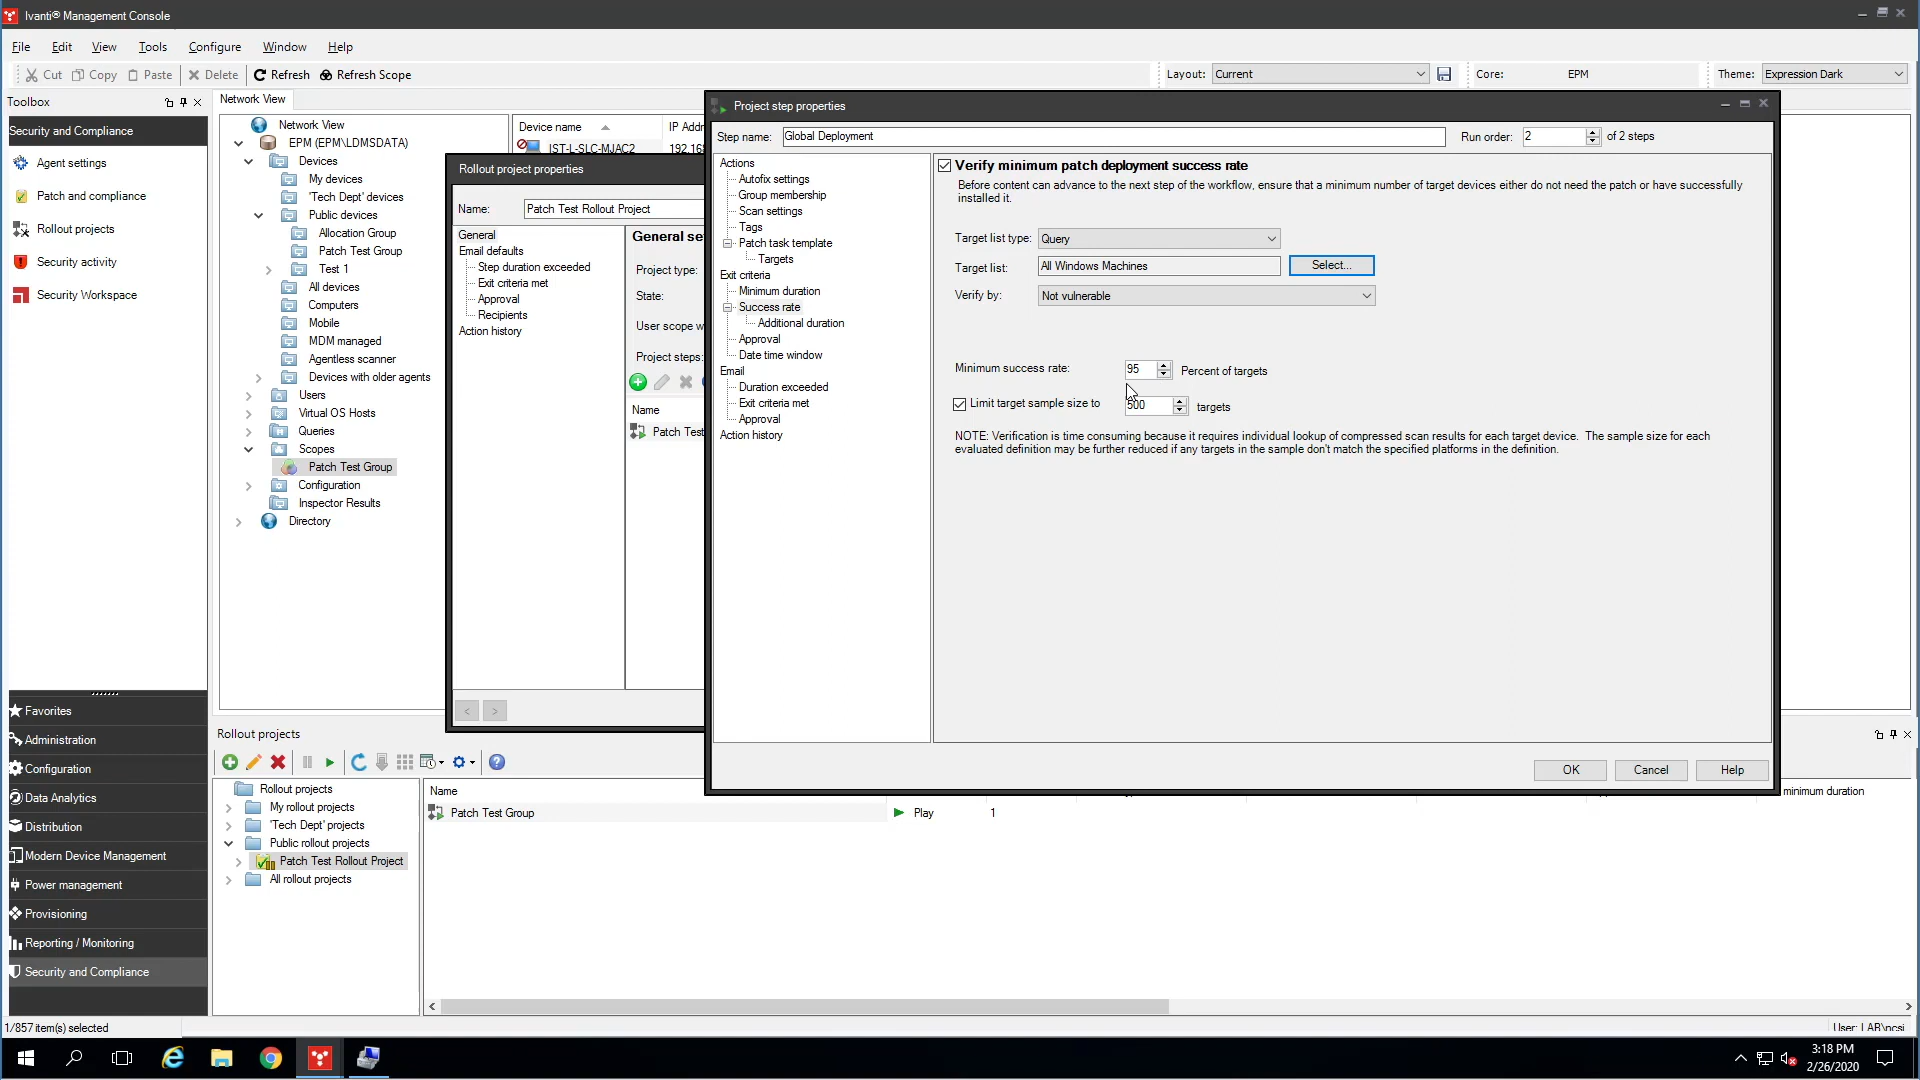 Ivanti® Management Console
File Edit View Tools Configure Window Help
Cut Copy Paste Delete Refresh Refresh Scope Layout: Current Core: EPM Theme: Expression Dark
Toolbox
Security and Compliance
Agent settings
Patch and compliance
Rollout projects
Security activity
Security Workspace
Favorites
Administration
Configuration
Data Analytics
Distribution
Modern Device Management
Power management
Provisioning
Reporting / Monitoring
Security and Compliance
1/857 item(s) selected
Network View
Network View
EPM (EPM\LDMSDATA)
Devices
My devices
'Tech Dept' devices
Public devices
Allocation Group
Patch Test Group
Test 1
All devices
Computers
Mobile
MDM managed
Agentless scanner
Devices with older agents
Users
Virtual OS Hosts
Queries
Scopes
Patch Test Group
Configuration
Inspector Results
Directory
Device name IP Addr
IST-L-SLC-MJAC2 192.168
Rollout project properties
Name: Patch Test Rollout Project
General
Email defaults
Step duration exceeded
Exit criteria met
Approval
Recipients
Action history
General se
Project type:
State:
User scope w
Project steps:
Name
Patch Test
< >
Project step properties
Step name: Global Deployment Run order: 2 of 2 steps
Actions
Autofix settings
Group membership
Scan settings
Tags
Patch task template
Targets
Exit criteria
Minimum duration
Success rate
Additional duration
Approval
Date time window
Email
Duration exceeded
Exit criteria met
Approval
Action history
Verify minimum patch deployment success rate
Before content can advance to the next step of the workflow, ensure that a minimum number of target devices either do not need the patch or have successfully
installed it.
Target list type: Query
Target list: All Windows Machines Select...
Verify by: Not vulnerable
Minimum success rate: 95 Percent of targets
Limit target sample size to 500 targets
NOTE: Verification is time consuming because it requires individual lookup of compressed scan results for each target device. The sample size for each
evaluated definition may be further reduced if any targets in the sample don't match the specified platforms in the definition.
OK Cancel Help
Rollout projects
Rollout projects
My rollout projects
'Tech Dept' projects
Public rollout projects
Patch Test Rollout Project
All rollout projects
Name minimum duration
Patch Test Group Play 1
User: LAB\ncsi
3:18 PM
2/26/2020